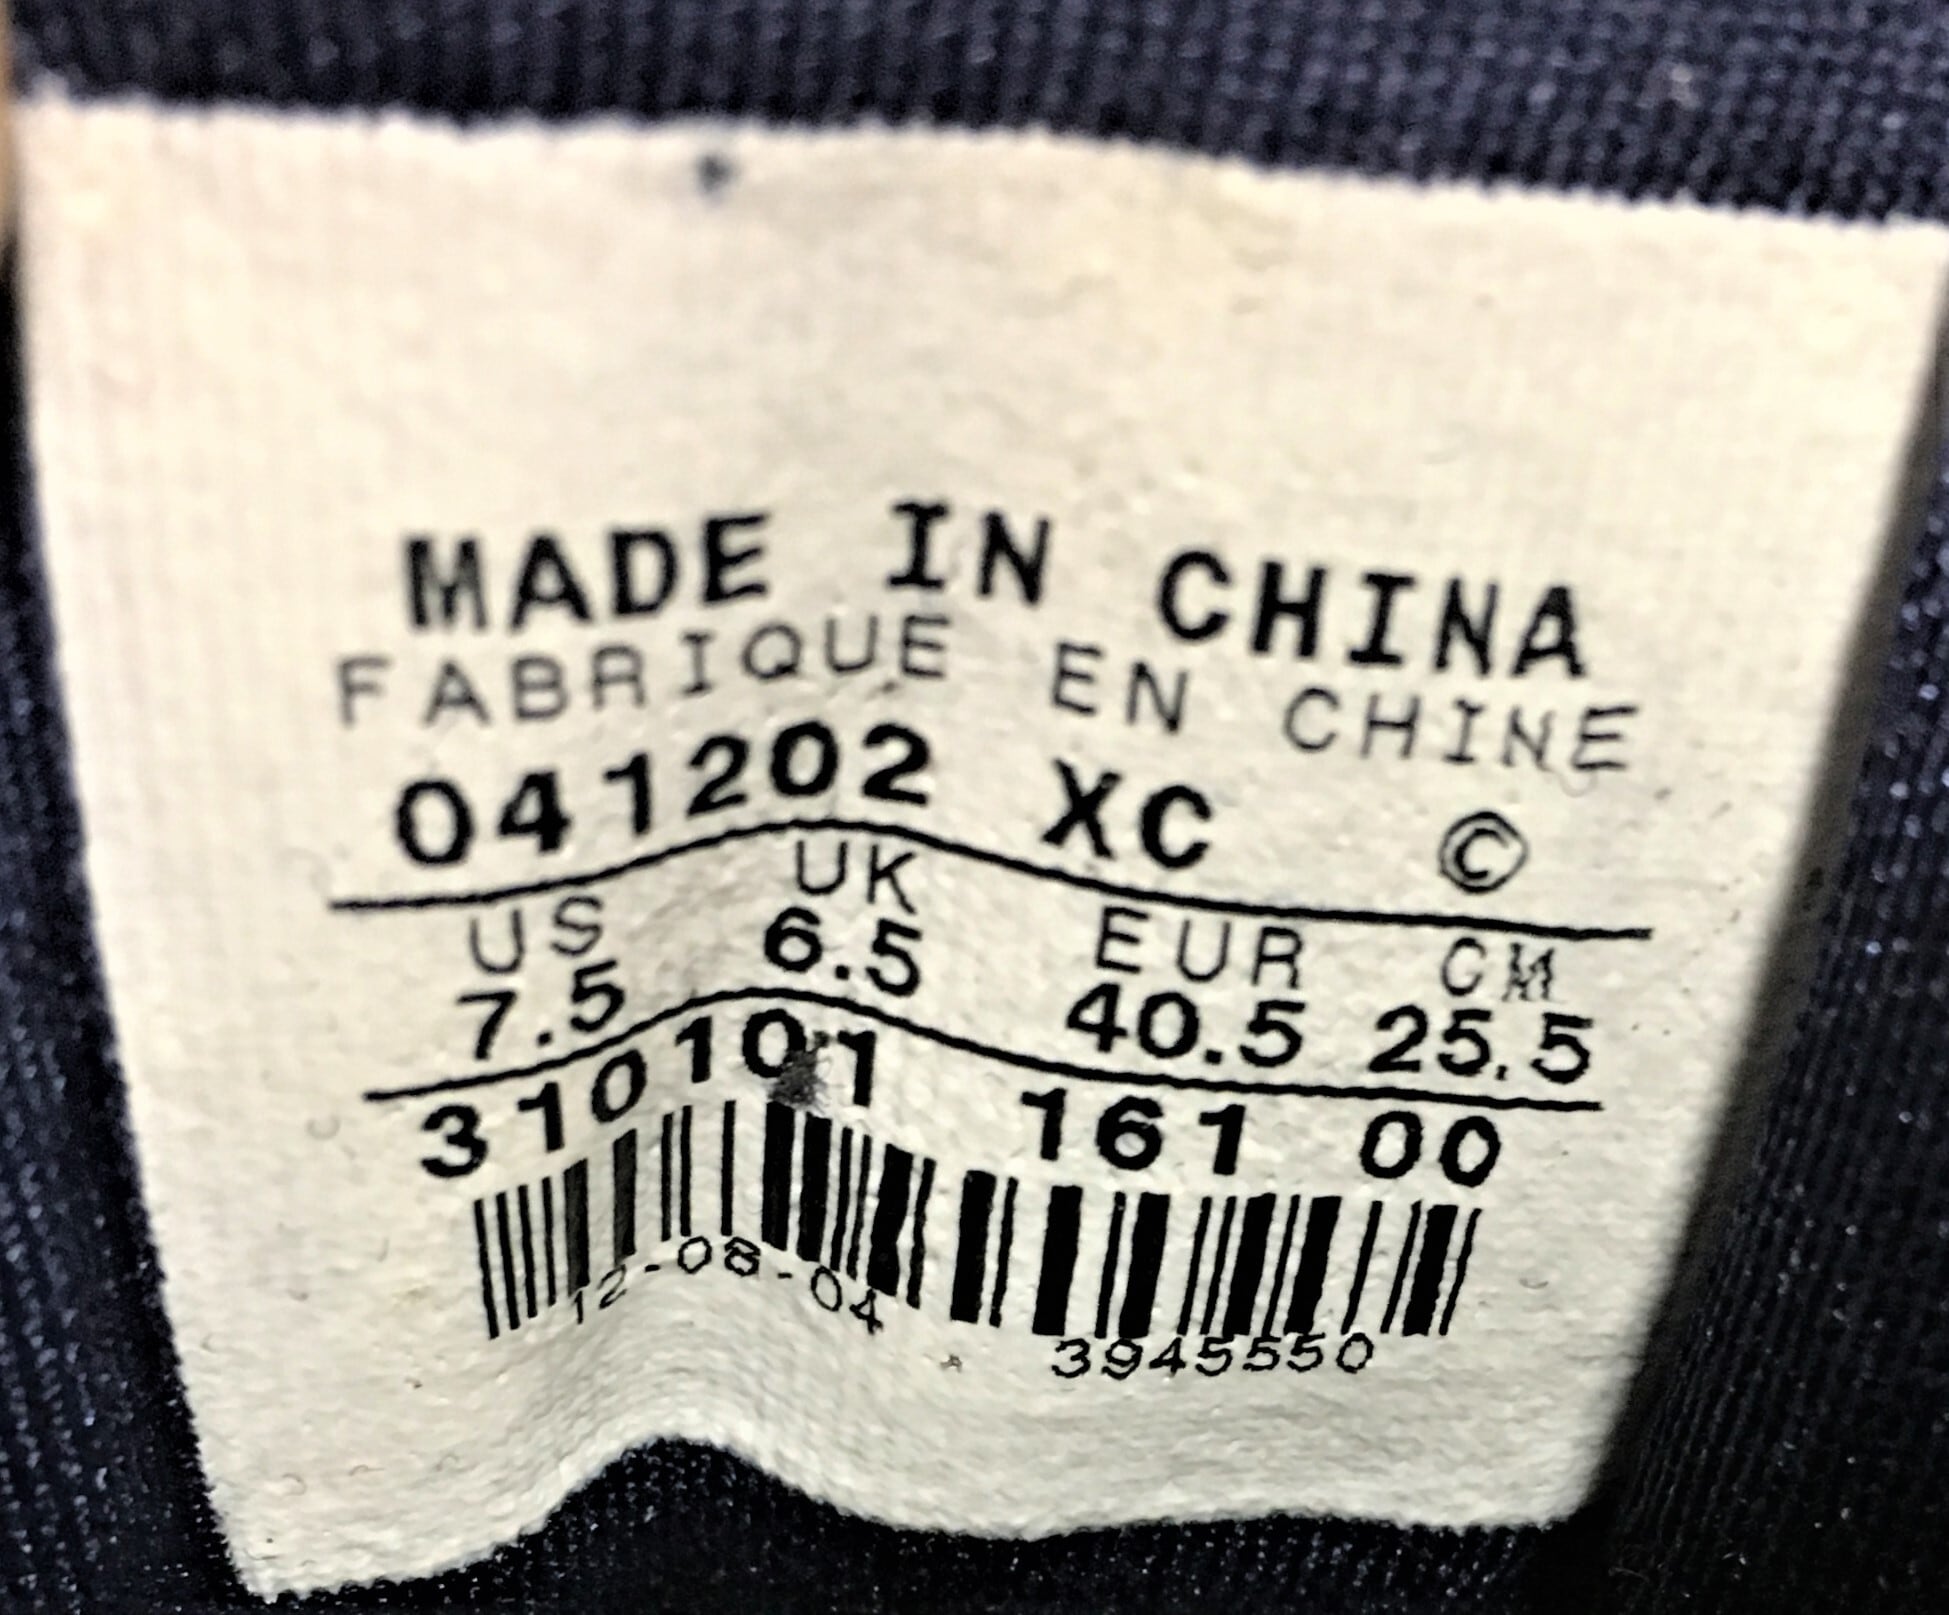 MADE IN CHINA
FABRIQUE EN CHINE
041202 XC ©
US UK EUR CM
7.5 6.5 40.5 25.5
310101 161 00
12-08-04 3945550